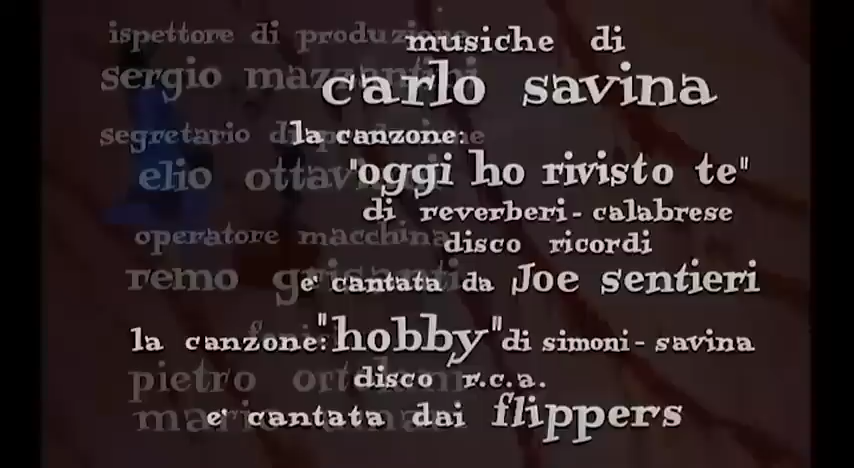 ispettore di produzione
sergio
segretario di
elio
operatore macchina
remo
pietro
musiche di
carlo savina
la canzone:
"oggi ho rivisto te"
di reverberi - calabrese
disco ricordi
e' cantata da Joe sentieri
la canzone: "hobby" di simoni - savina
disco r.c.a.
e' cantata dai flippers